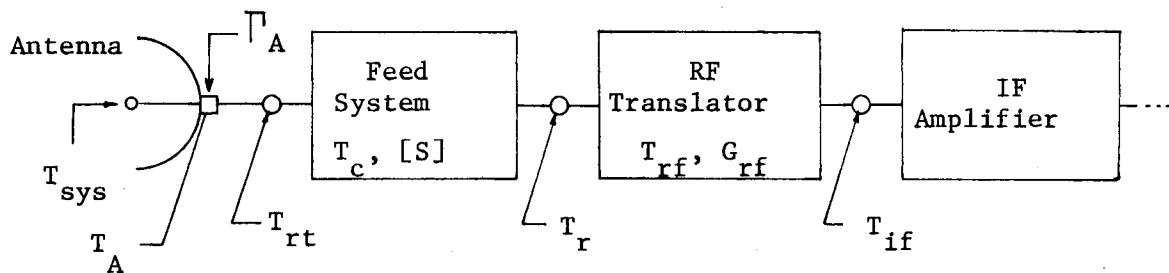 Antenna
Γ_A
Feed
System
T_c, [S]
RF
Translator
T_rf, G_rf
IF
Amplifier
T_sys
T_A
T_rt
T_r
T_if